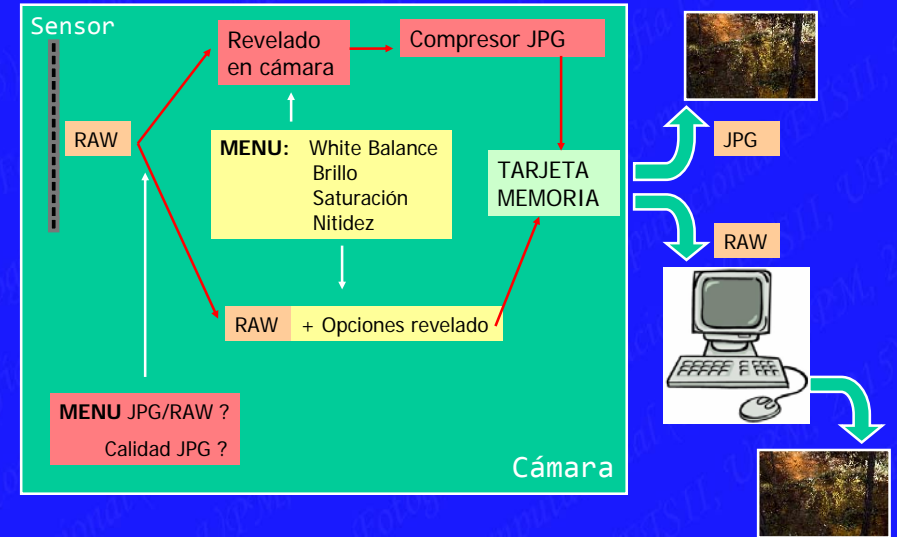 Sensor
Revelado
en cámara
Compresor JPG
RAW
MENU: White Balance
Brillo
Saturación
Nitidez
TARJETA
MEMORIA
JPG
RAW
RAW + Opciones revelado
MENU JPG/RAW ?
Calidad JPG ?
Cámara